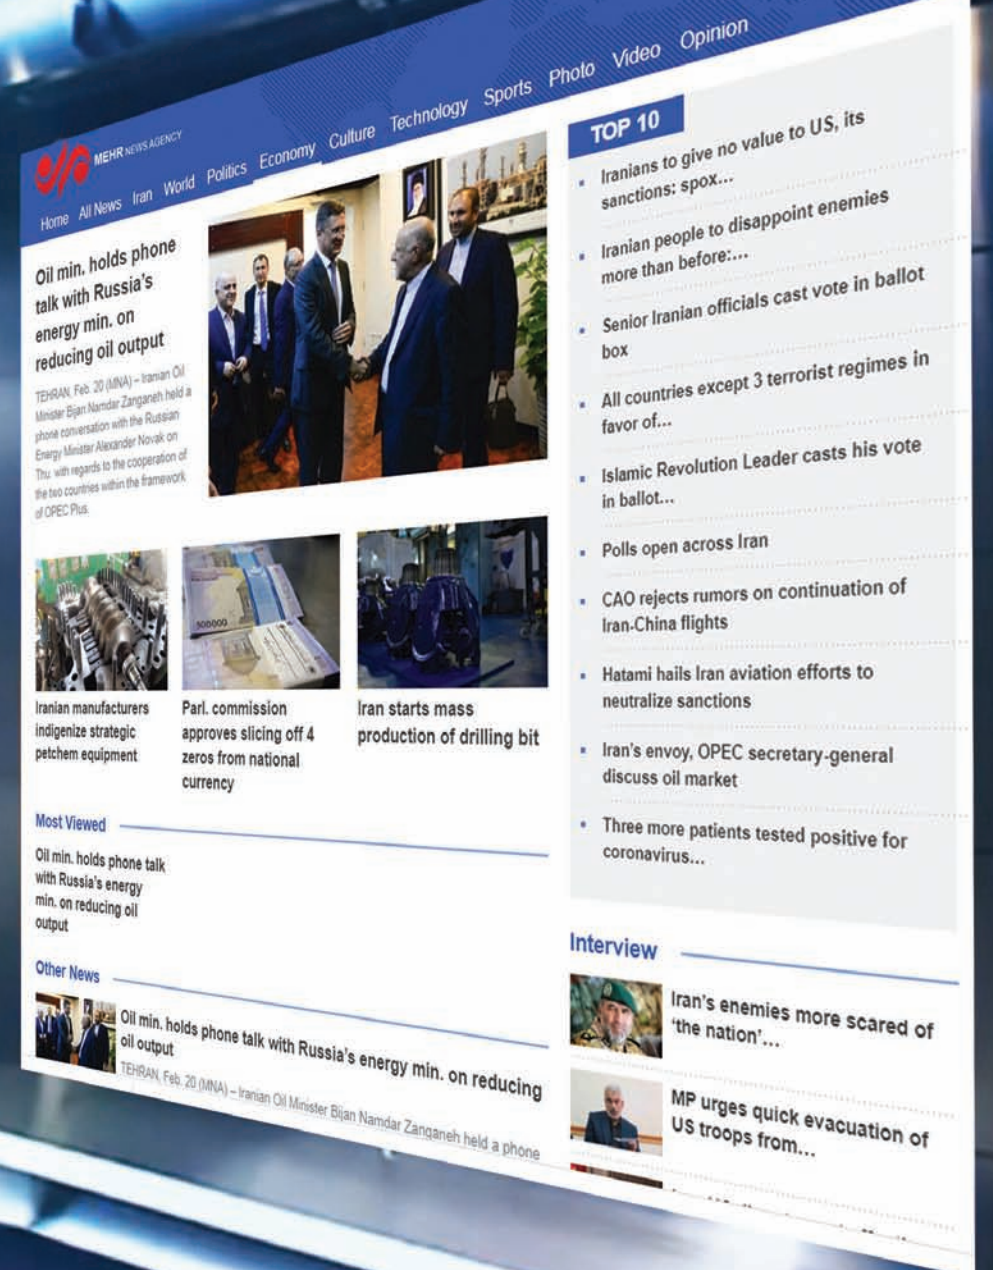 MEHR NEWS AGENCY
Home All News Iran World Politics Economy Culture Technology Sports Photo Video Opinion
Oil min. holds phone
talk with Russia's
energy min. on
reducing oil output
TEHRAN, Feb. 20 (MNA) – Iranian Oil
Minister Bijan Namdar Zanganeh held a
phone conversation with the Russian
Energy Minister Alexander Novak on
Thu. with regards to the cooperation of
the two countries within the framework
of OPEC Plus.
500000
Iranian manufacturers
indigenize strategic
petchem equipment
Parl. commission
approves slicing off 4
zeros from national
currency
Iran starts mass
production of drilling bit
Most Viewed
Oil min. holds phone talk
with Russia's energy
min. on reducing oil
output
Other News
Oil min. holds phone talk with Russia's energy min. on reducing
oil output
TEHRAN, Feb. 20 (MNA) – Iranian Oil Minister Bijan Namdar Zanganeh held a phone
TOP 10
Iranians to give no value to US, its
sanctions: spox...
Iranian people to disappoint enemies
more than before:...
Senior Iranian officials cast vote in ballot
box
All countries except 3 terrorist regimes in
favor of...
Islamic Revolution Leader casts his vote
in ballot...
Polls open across Iran
CAO rejects rumors on continuation of
Iran-China flights
Hatami hails Iran aviation efforts to
neutralize sanctions
Iran's envoy, OPEC secretary-general
discuss oil market
Three more patients tested positive for
coronavirus...
Interview
Iran's enemies more scared of
'the nation'...
MP urges quick evacuation of
US troops from...